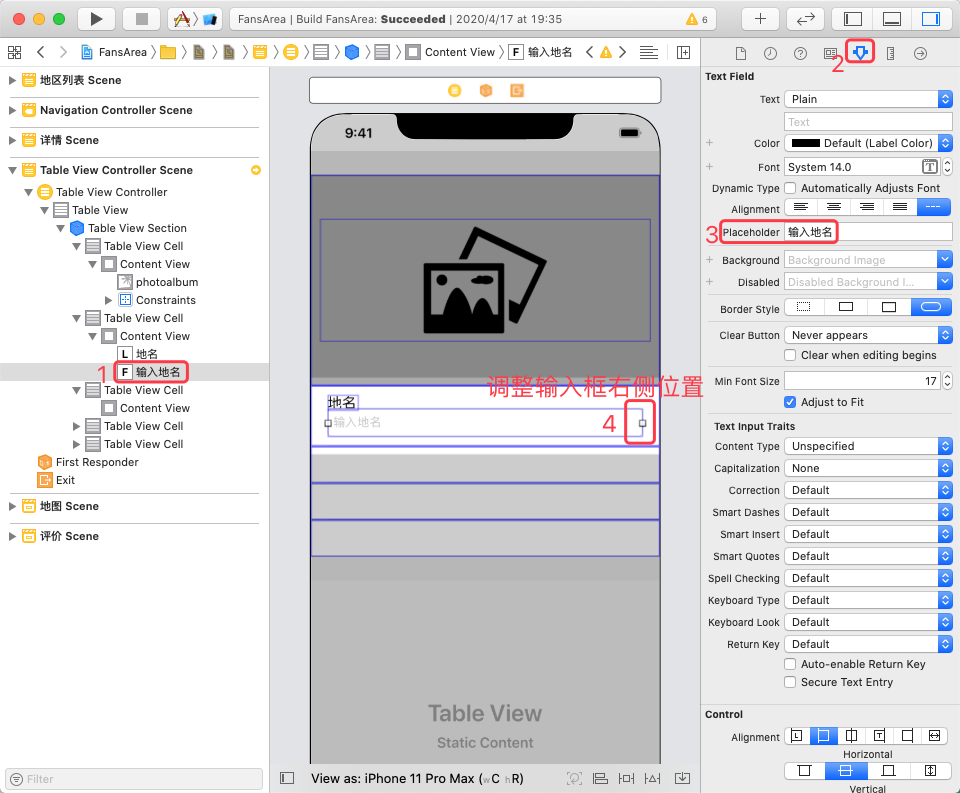 FansArea | Build FansArea: Succeeded | 2020/4/17 at 19:35
6
FansArea
Content View
F 输入地名
2
地区列表 Scene
Navigation Controller Scene
详情 Scene
Table View Controller Scene
Table View Controller
Table View
Table View Section
Table View Cell
Content View
photoalbum
Constraints
Table View Cell
Content View
L 地名
1
F 输入地名
Table View Cell
Content View
Table View Cell
Table View Cell
First Responder
Exit
地图 Scene
评价 Scene
Filter
9:41
调整输入框右侧位置
地名
输入地名
4
Table View
Static Content
View as: iPhone 11 Pro Max (wC hR)
Text Field
Text Plain
Text
Color Default (Label Color)
Font System 14.0
Dynamic Type Automatically Adjusts Font
Alignment
3 Placeholder 输入地名
Background Background Image
Disabled Disabled Background I...
Border Style
Clear Button Never appears
Clear when editing begins
Min Font Size 17
Adjust to Fit
Text Input Traits
Content Type Unspecified
Capitalization None
Correction Default
Smart Dashes Default
Smart Insert Default
Smart Quotes Default
Spell Checking Default
Keyboard Type Default
Keyboard Look Default
Return Key Default
Auto-enable Return Key
Secure Text Entry
Control
Alignment
Horizontal
Vertical